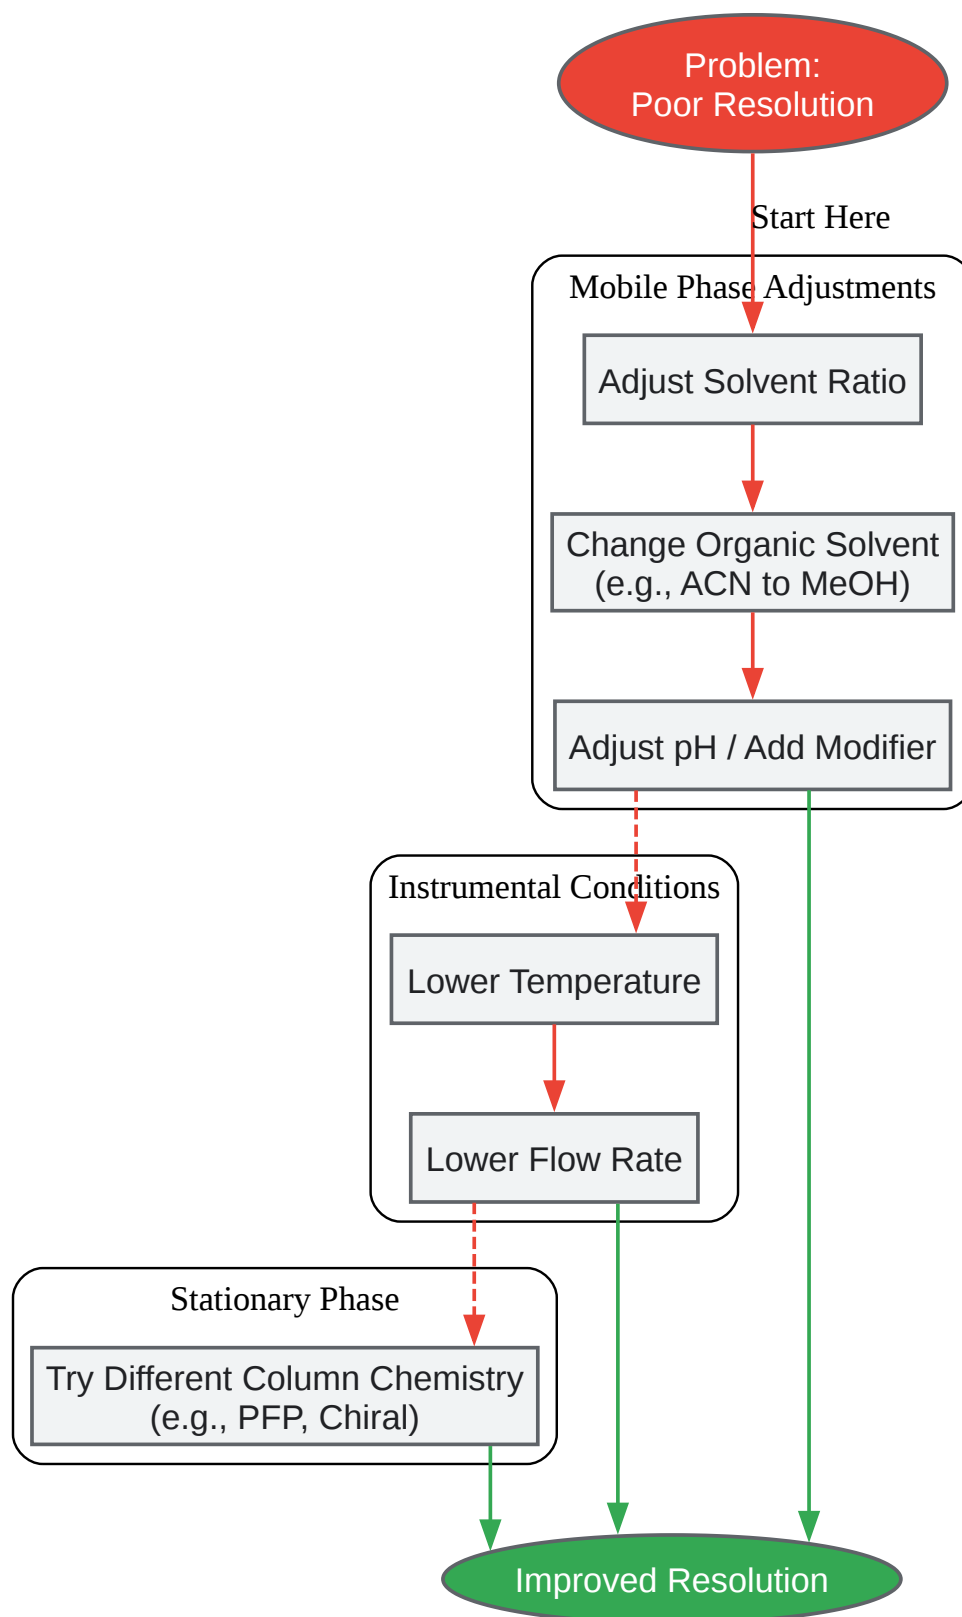 Problem:
Poor Resolution
Start Here
Mobile Phase Adjustments
Adjust Solvent Ratio
Change Organic Solvent
(e.g., ACN to MeOH)
Adjust pH / Add Modifier
Instrumental Conditions
Lower Temperature
Lower Flow Rate
Stationary Phase
Try Different Column Chemistry
(e.g., PFP, Chiral)
Improved Resolution